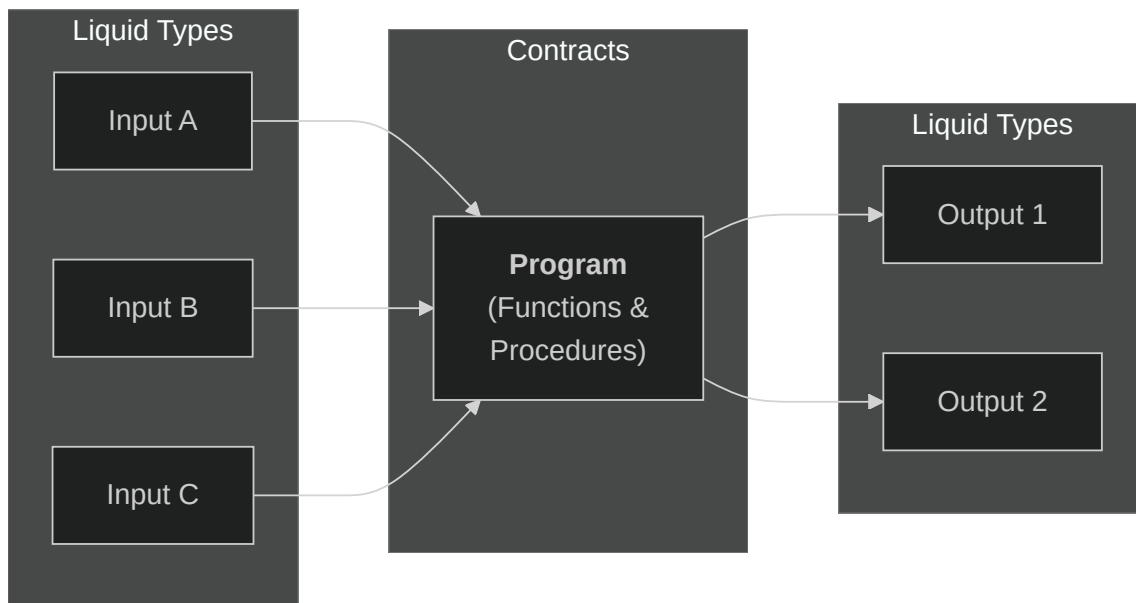 Liquid Types
Input A
Input B
Input C
Contracts
Program
(Functions &
Procedures)
Liquid Types
Output 1
Output 2